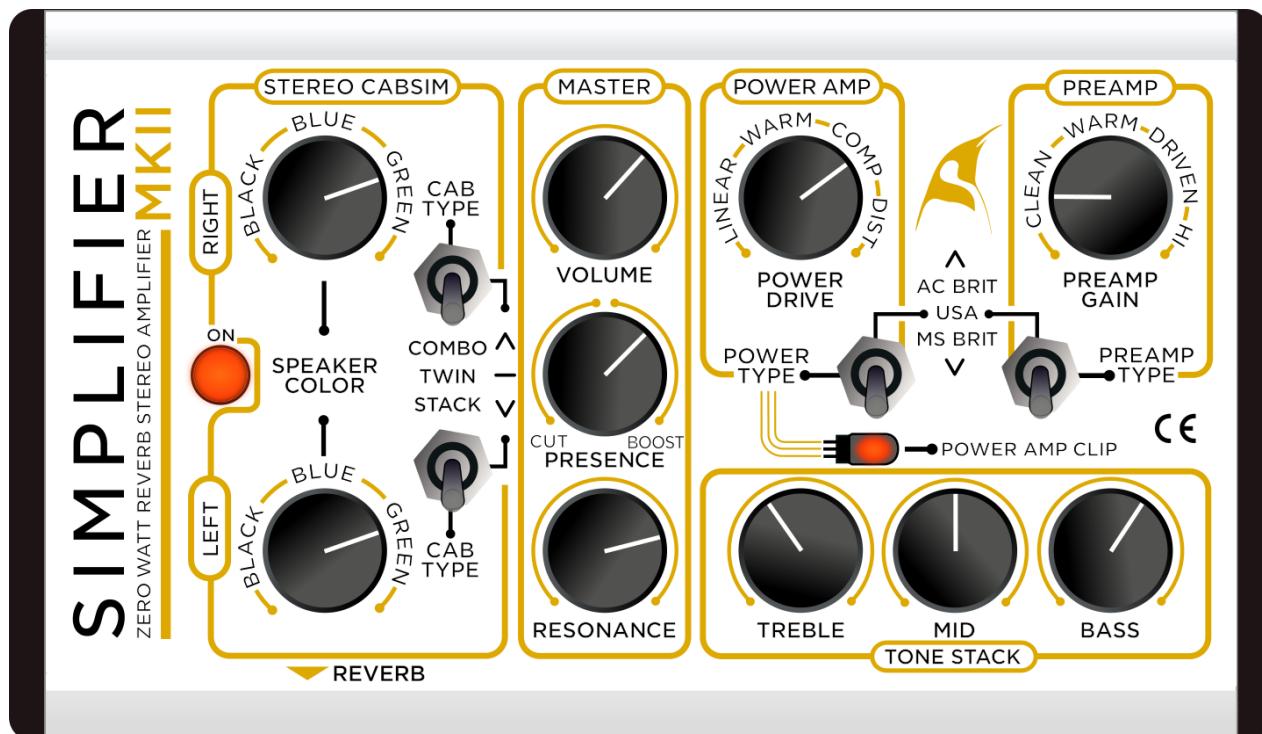 SIMPLIFIER
MKII
ZERO WATT REVERB STEREO AMPLIFIER
STEREO CABSIM
RIGHT
BLACK
BLUE
GREEN
CAB
TYPE
ON
SPEAKER
COLOR
COMBO
TWIN
STACK
LEFT
BLACK
BLUE
GREEN
CAB
TYPE
REVERB
MASTER
VOLUME
CUT
BOOST
PRESENCE
RESONANCE
POWER AMP
LINEAR
WARM
COMP
DIST
POWER
DRIVE
POWER
TYPE
AC BRIT
USA
MS BRIT
PREAMP
CLEAN
WARM
DRIVEN
HI
PREAMP
GAIN
PREAMP
TYPE
CE
POWER AMP CLIP
TREBLE
MID
BASS
TONE STACK